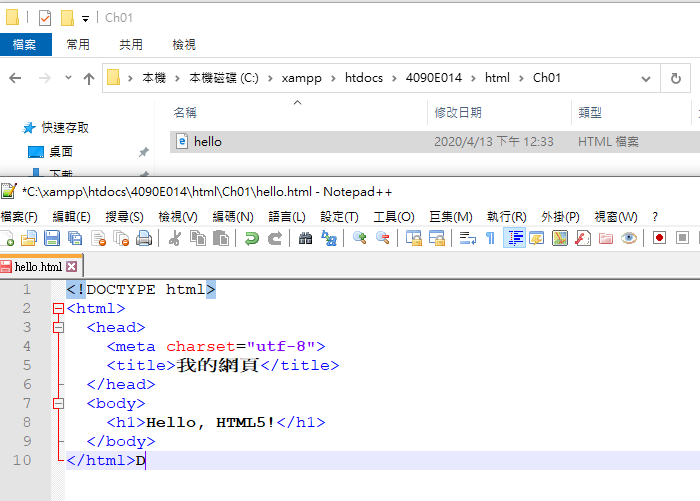 Ch01
檔案 常用 共用 檢視
本機 本機磁碟 (C:) xampp htdocs 4090E014 html Ch01
名稱 修改日期 類型
快速存取
hello 2020/4/13 下午 12:33 HTML 檔案
桌面
下載
*C:\xampp\htdocs\4090E014\html\Ch01\hello.html - Notepad++
檔案(F) 編輯(E) 搜尋(S) 檢視(V) 編碼(N) 語言(L) 設定(T) 工具(O) 巨集(M) 執行(R) 外掛(P) 視窗(W) ?
hello.html
1 <!DOCTYPE html>
2 <html>
3 <head>
4 <meta charset="utf-8">
5 <title>我的網頁</title>
6 </head>
7 <body>
8 <h1>Hello, HTML5!</h1>
9 </body>
10 </html>D